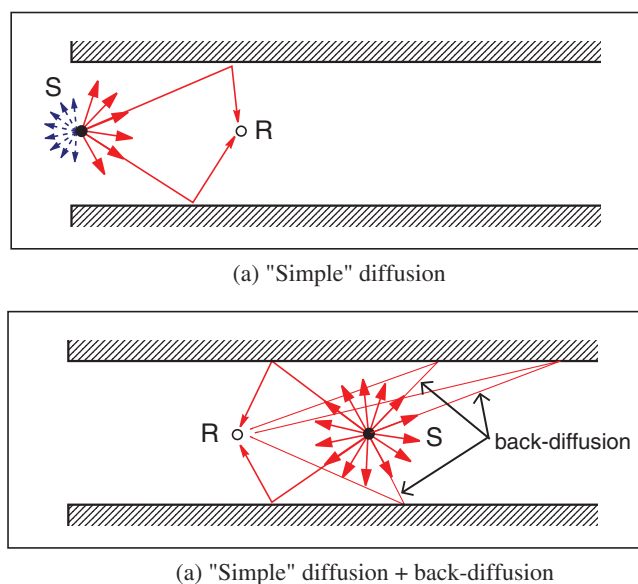 S
R
(a) "Simple" diffusion
R
S
back-diffusion
(a) "Simple" diffusion + back-diffusion